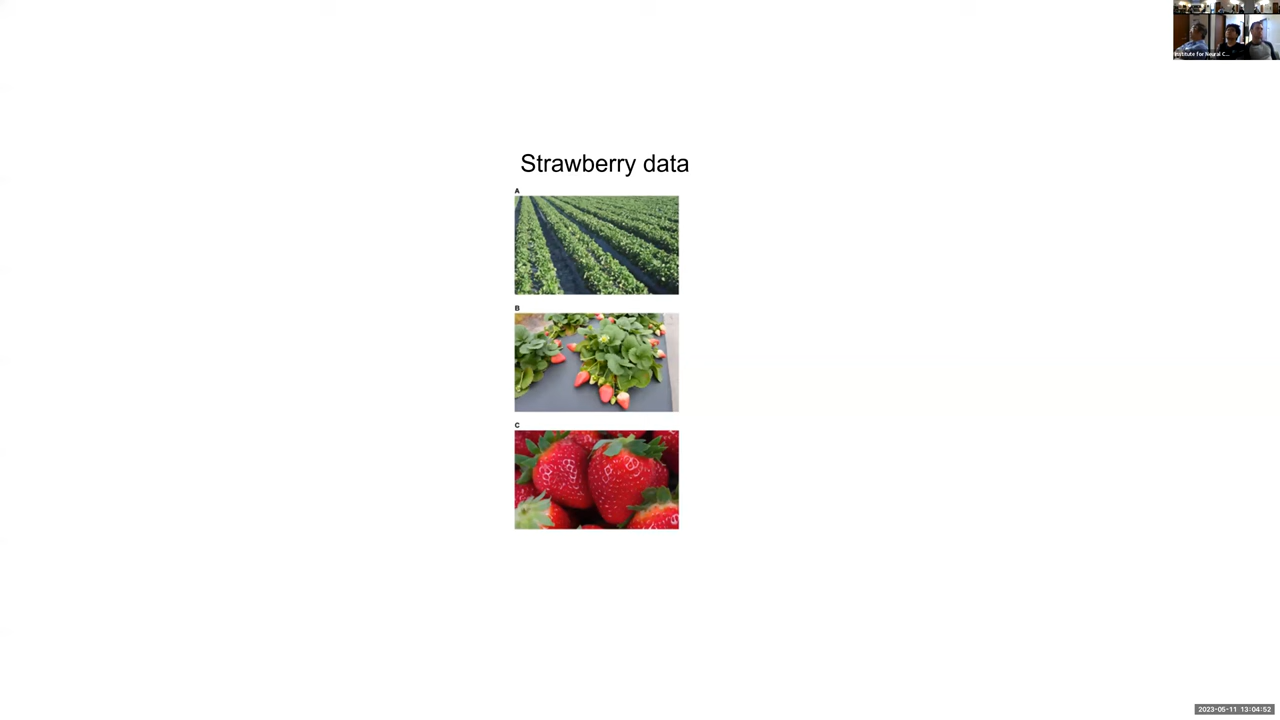 Institute for Neural C...
Strawberry data
A
B
C
2023-05-11 13:04:52